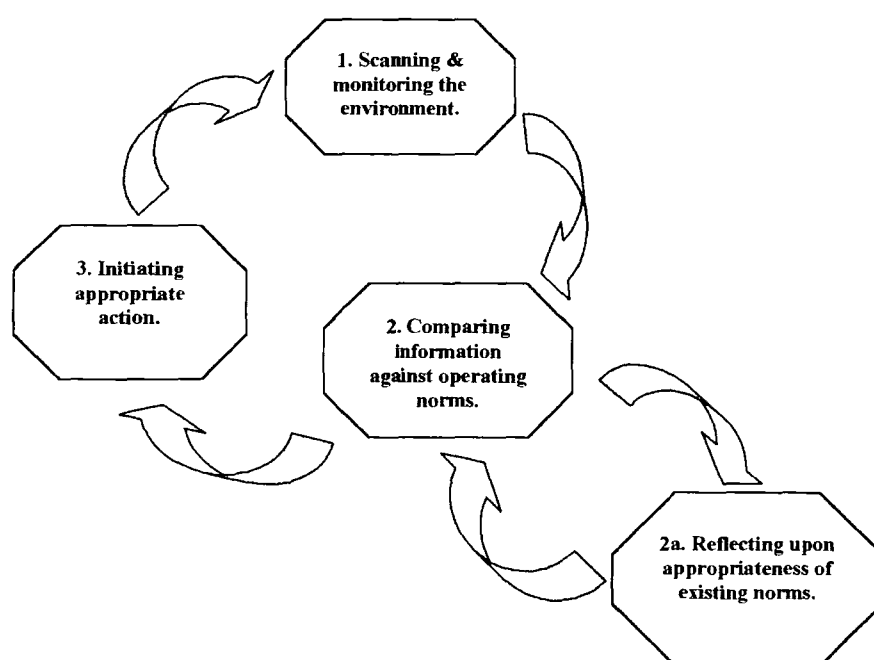 1. Scanning &
monitoring the
environment.
3. Initiating
appropriate
action.
2. Comparing
information
against operating
norms.
2a. Reflecting upon
appropriateness of
existing norms.